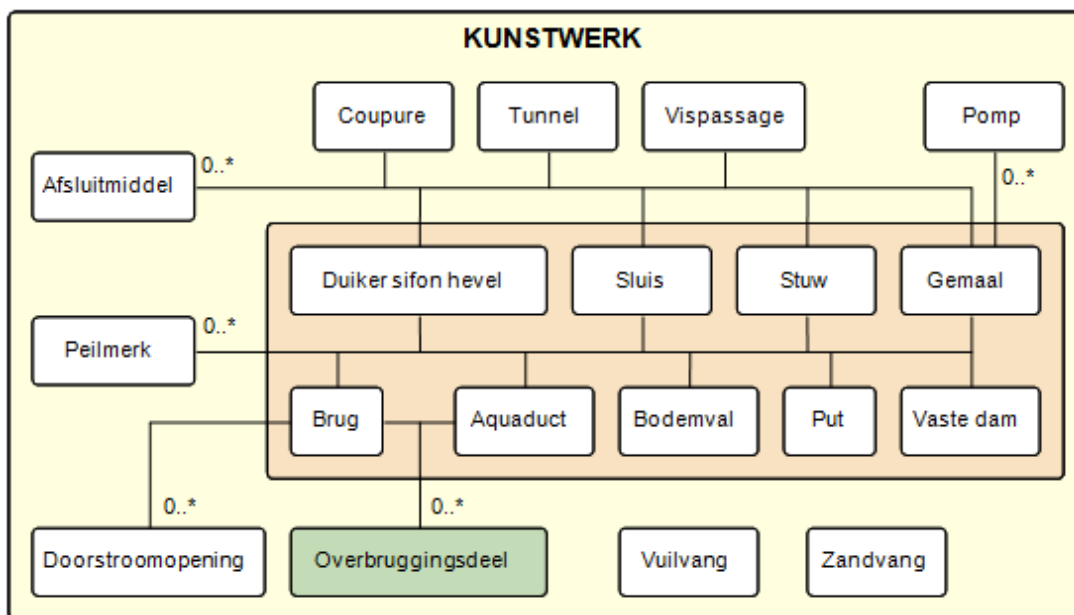 KUNSTWERK
Coupure
Tunnel
Vispassage
Pomp
Afsluitmiddel
0..*
0..*
Duiker sifon hevel
Sluis
Stuw
Gemaal
Peilmerk
0..*
Brug
Aquaduct
Bodemval
Put
Vaste dam
0..*
0..*
Doorstroomopening
Overbruggingsdeel
Vuilvang
Zandvang